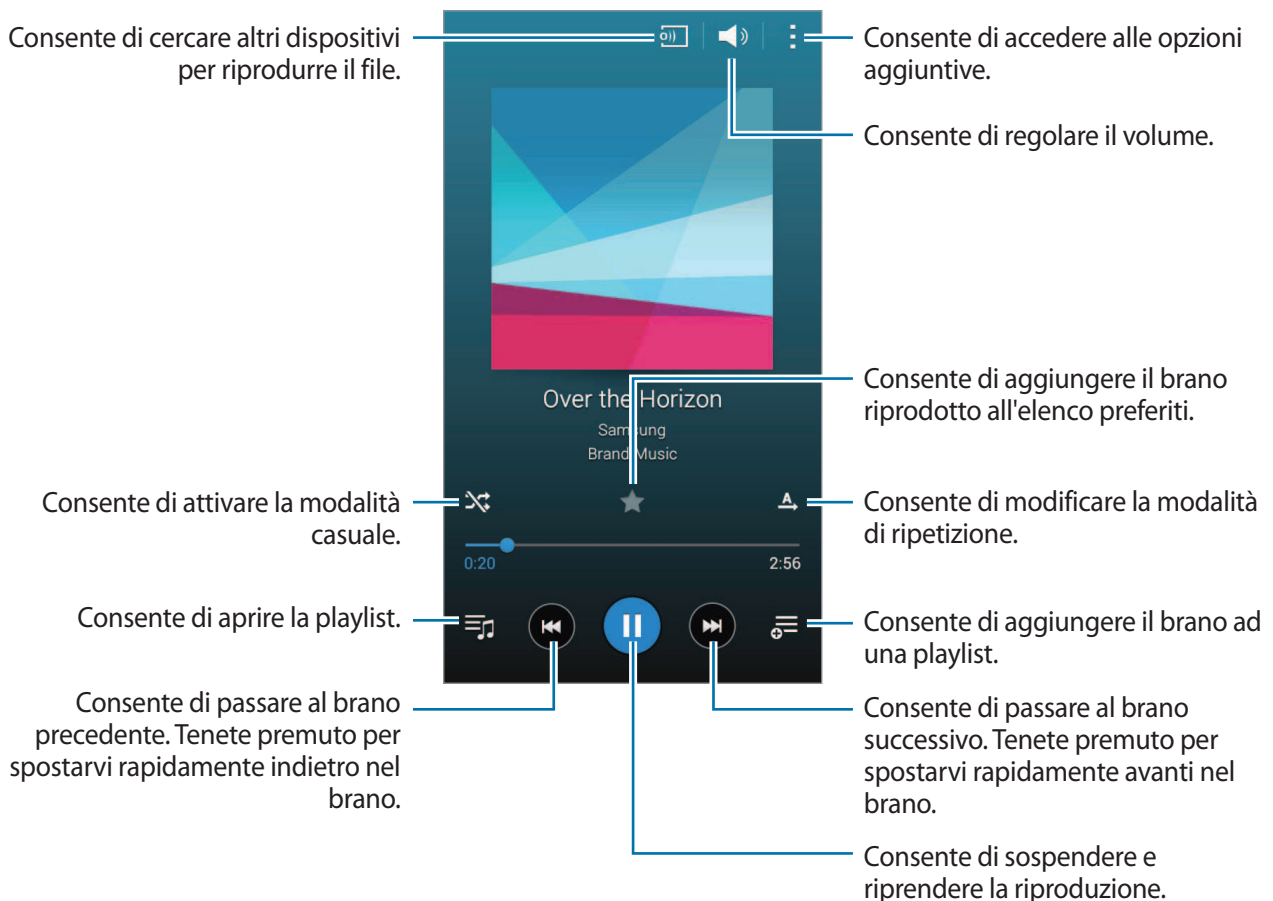 Consente di cercare altri dispositivi
per riprodurre il file.
Consente di accedere alle opzioni
aggiuntive.
Consente di regolare il volume.
Consente di aggiungere il brano
riprodotto all'elenco preferiti.
Over the Horizon
Samsung
Brand Music
Consente di attivare la modalità
casuale.
Consente di modificare la modalità
di ripetizione.
A
0:20
2:56
Consente di aprire la playlist.
Consente di aggiungere il brano ad
una playlist.
Consente di passare al brano
precedente. Tenete premuto per
spostarvi rapidamente indietro nel
brano.
Consente di passare al brano
successivo. Tenete premuto per
spostarvi rapidamente avanti nel
brano.
Consente di sospendere e
riprendere la riproduzione.